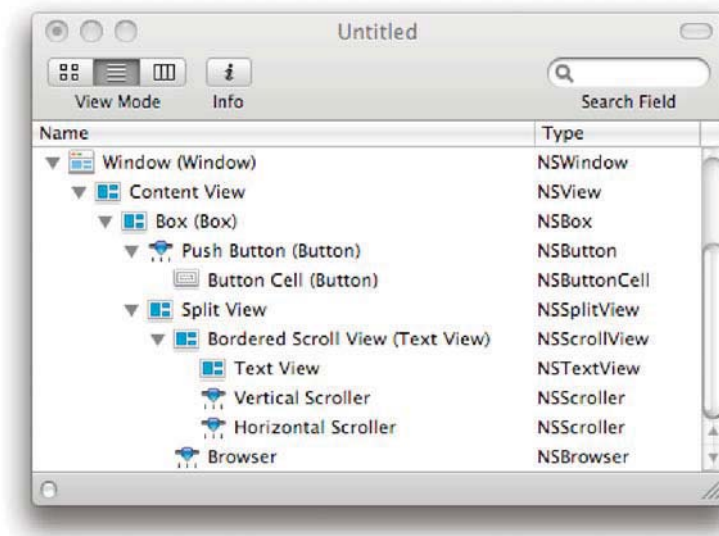 Untitled
View Mode Info Search Field
Name Type
Window (Window) NSWindow
Content View NSView
Box (Box) NSBox
Push Button (Button) NSButton
Button Cell (Button) NSButtonCell
Split View NSSplitView
Bordered Scroll View (Text View) NSScrollView
Text View NSTextView
Vertical Scroller NSScroller
Horizontal Scroller NSScroller
Browser NSBrowser